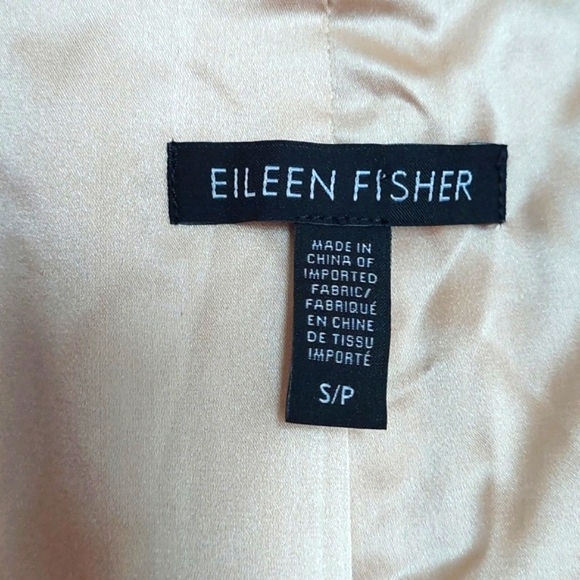 EILEEN FISHER
MADE IN
CHINA OF
IMPORTED
FABRIC/
FABRIQUÉ
EN CHINE
DE TISSU
IMPORTÉ
S/P